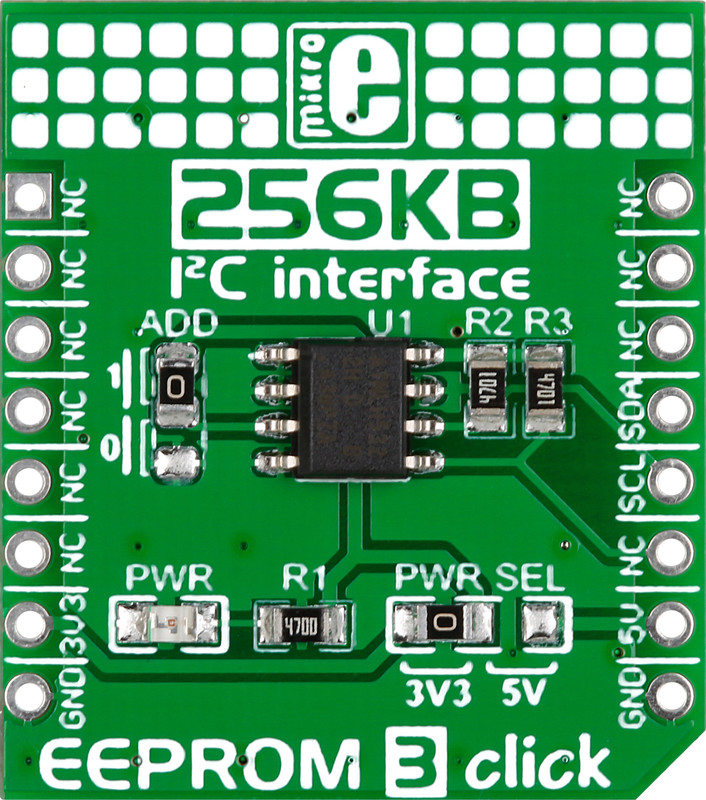 mikro
e
256KB
I²C interface
NC
NC
NC
NC
NC
NC
3V3
GND
NC
NC
NC
NC
SDA
SCL
NC
5V
GND
ADD
U1
R2 R3
1
0
0
4701
4701
PWR
R1
PWR SEL
4700
0
3V3
5V
EEPROM 3 click